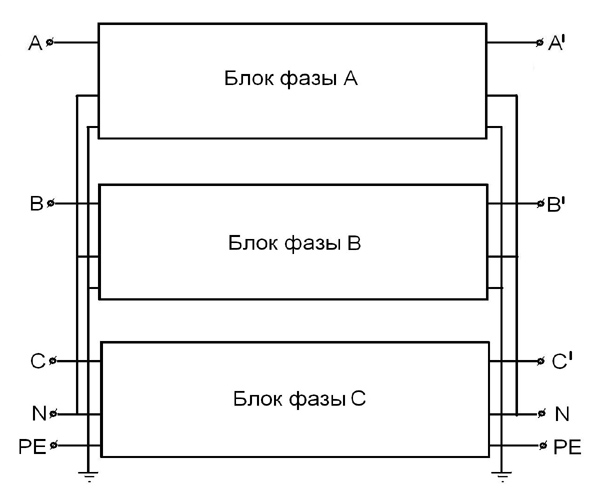 A
Блок фазы А
A'
B
Блок фазы В
B'
C
Блок фазы С
C'
N
N
PE
PE